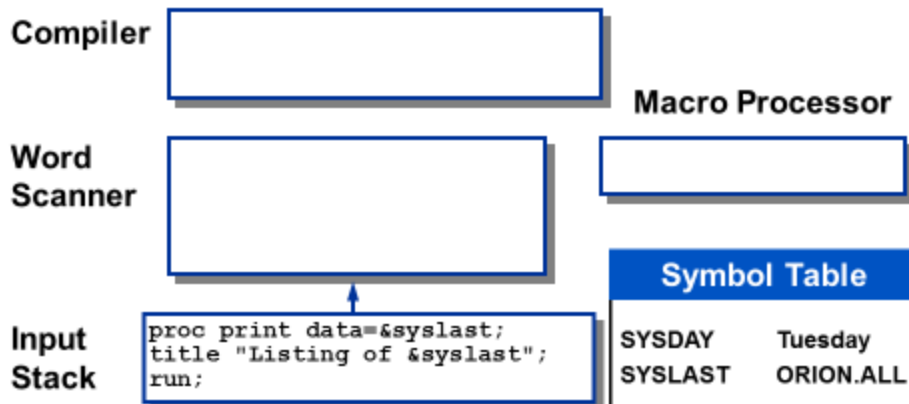 Compiler
Macro Processor
Word
Scanner
Symbol Table
Input
Stack
proc print data=&syslast;
title "Listing of &syslast";
run;
SYSDAY Tuesday
SYSLAST ORION.ALL